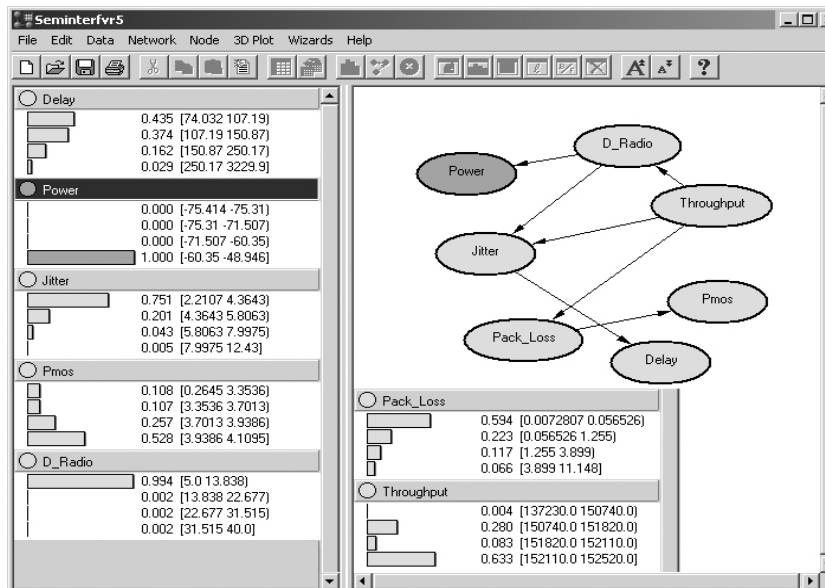 Seminterfvr5
File Edit Data Network Node 3D Plot Wizards Help
A A ?
Delay
0.435 [74.032 107.19)
0.374 [107.19 150.87)
0.162 [150.87 250.17)
0.029 [250.17 3229.9]
Power
0.000 [-75.414 -75.31)
0.000 [-75.31 -71.507)
0.000 [-71.507 -60.35)
1.000 [-60.35 -48.946]
Jitter
0.751 [2.2107 4.3643)
0.201 [4.3643 5.8063)
0.043 [5.8063 7.9975)
0.005 [7.9975 12.43]
Pmos
0.108 [0.2645 3.3536)
0.107 [3.3536 3.7013)
0.257 [3.7013 3.9386)
0.528 [3.9386 4.1095)
D_Radio
0.994 [5.0 13.838)
0.002 [13.838 22.677)
0.002 [22.677 31.515)
0.002 [31.515 40.0]
D_Radio
Power
Throughput
Jitter
Pmos
Pack_Loss
Delay
Pack_Loss
0.594 [0.0072807 0.056526)
0.223 [0.056526 1.255)
0.117 [1.255 3.899)
0.066 [3.899 11.148]
Throughput
0.004 [137230.0 150740.0)
0.280 [150740.0 151820.0)
0.083 [151820.0 152110.0)
0.633 [152110.0 152520.0]